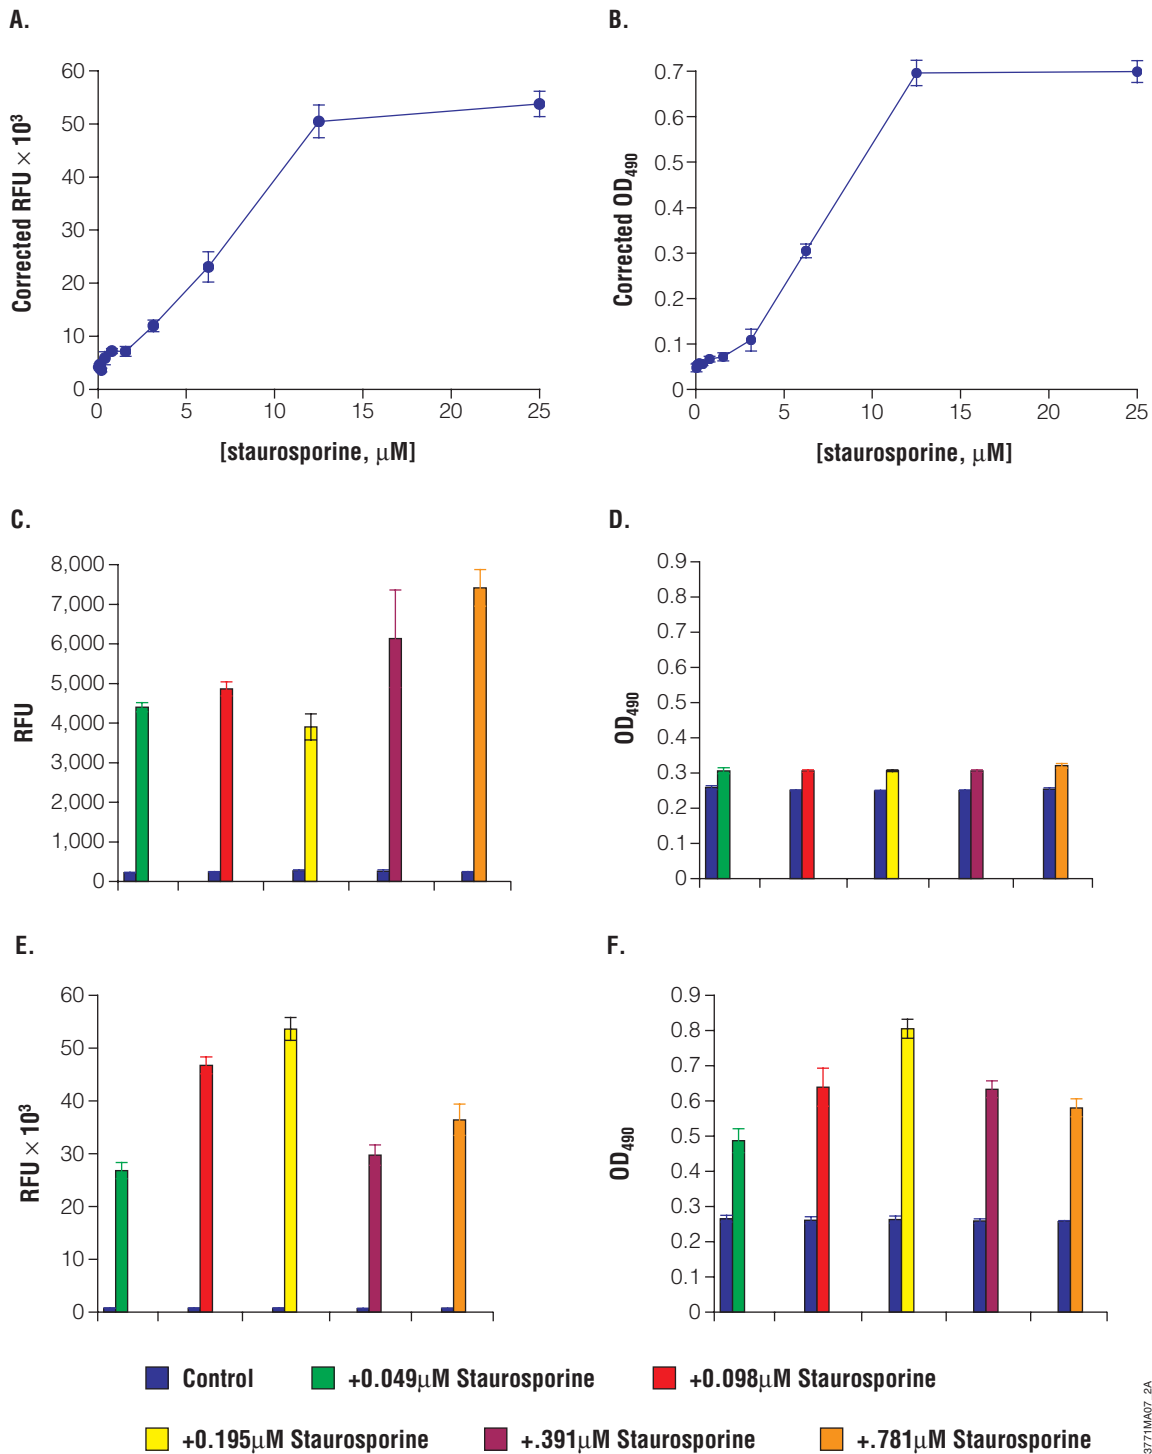 A.
Corrected RFU × 10³
60
50
40
30
20
10
0
0 5 10 15 20 25
[staurosporine, µM]
B.
Corrected OD₄₉₀
0.7
0.6
0.5
0.4
0.3
0.2
0.1
0
0 5 10 15 20 25
[staurosporine, µM]
C.
RFU
8,000
7,000
6,000
5,000
4,000
3,000
2,000
1,000
0
D.
OD₄₉₀
0.9
0.8
0.7
0.6
0.5
0.4
0.3
0.2
0.1
0
E.
RFU × 10³
60
50
40
30
20
10
0
F.
OD₄₉₀
0.9
0.8
0.7
0.6
0.5
0.4
0.3
0.2
0.1
0
Control
+0.049µM Staurosporine
+0.098µM Staurosporine
+0.195µM Staurosporine
+.391µM Staurosporine
+.781µM Staurosporine
3771MA07_2A